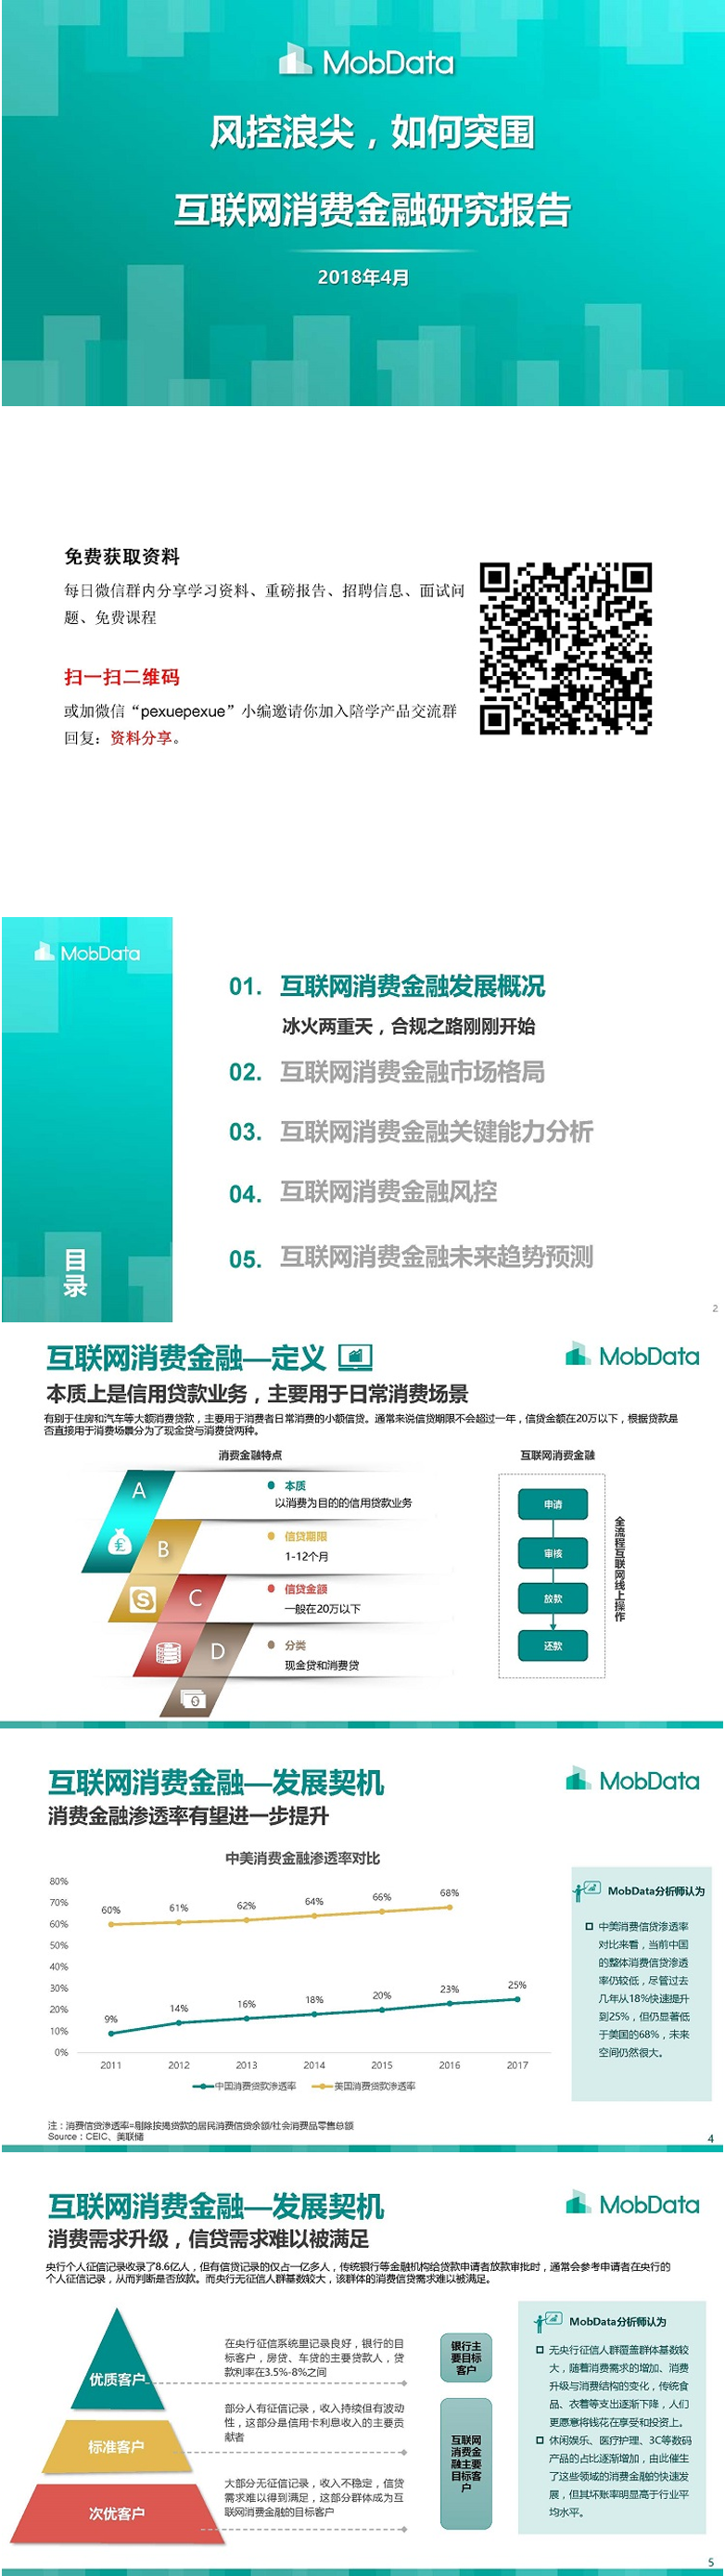 MobData
风控浪尖，如何突围
互联网消费金融研究报告
2018年4月
免费获取资料
每日微信群内分享学习资料、重磅报告、招聘信息、面试问
题、免费课程
扫一扫二维码
或加微信“pexuepexue”小编邀请你加入陪学产品交流群
回复：资料分享。
MobData
目
录
01. 互联网消费金融发展概况
冰火两重天，合规之路刚刚开始
02. 互联网消费金融市场格局
03. 互联网消费金融关键能力分析
04. 互联网消费金融风控
05. 互联网消费金融未来趋势预测
2
互联网消费金融—定义
MobData
本质上是信用贷款业务，主要用于日常消费场景
有别于住房和汽车等大额消费贷款，主要用于消费者日常消费的小额信贷。通常来说信贷期限不会超过一年，信贷金额在20万以下，根据贷款是
否直接用于消费场景分为了现金贷与消费贷两种。
消费金融特点
A
B
C
D
本质
以消费为目的的信用贷款业务
信贷期限
1-12个月
信贷金额
一般在20万以下
分类
现金贷和消费贷
互联网消费金融
申请
审核
放款
还款
全流程互联网线上操作
互联网消费金融—发展契机
MobData
消费金融渗透率有望进一步提升
中美消费金融渗透率对比
80%
70%
60%
50%
40%
30%
20%
10%
0%
60% 61% 62% 64% 66% 68%
9% 14% 16% 18% 20% 23% 25%
2011 2012 2013 2014 2015 2016 2017
中国消费贷款渗透率 美国消费贷款渗透率
MobData分析师认为
中美消费信贷渗透率
对比来看，当前中国
的整体消费信贷渗透
率仍较低，尽管过去
几年从18%快速提升
到25%，但仍显著低
于美国的68%，未来
空间仍然很大。
注：消费信贷渗透率=剔除按揭贷款的居民消费信贷余额/社会消费品零售总额
Source：CEIC、美联储
4
互联网消费金融—发展契机
MobData
消费需求升级，信贷需求难以被满足
央行个人征信记录收录了8.6亿人，但有信贷记录的仅占一亿多人，传统银行等金融机构给贷款申请者放款审批时，通常会参考申请者在央行的
个人征信记录，从而判断是否放款。而央行无征信人群基数较大，该群体的消费信贷需求难以被满足。
优质客户
标准客户
次优客户
在央行征信系统里记录良好，银行的目
标客户，房贷、车贷的主要贷款人，贷
款利率在3.5%-8%之间
部分人有征信记录，收入持续但有波动
性，这部分是信用卡利息收入的主要贡
献者
大部分无征信记录，收入不稳定，信贷
需求难以得到满足，这部分群体成为互
联网消费金融的目标客户
银行主
要目标
客户
互联网
消费金
融主要
目标客
户
MobData分析师认为
无央行征信人群覆盖群体基数较
大，随着消费需求的增加、消费
升级与消费结构的变化，传统食
品、衣着等支出逐渐下降，人们
更愿意将钱花在享受和投资上。
休闲娱乐、医疗护理、3C等数码
产品的占比逐渐增加，由此催生
了这些领域的消费金融的快速发
展，但其坏账率明显高于行业平
均水平。
5